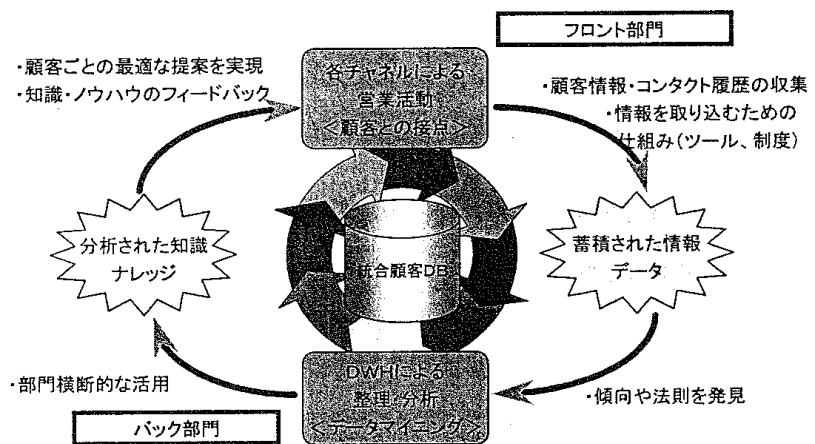 フロント部門
・顧客ごとの最適な提案を実現
・知識・ノウハウのフィードバック
各チャネルによる
営業活動
<顧客との接点>
・顧客情報・コンタクト履歴の収集
・情報を取り込むための
仕組み(ツール、制度)
分析された知識
ナレッジ
統合顧客DB
蓄積された情報
データ
・部門横断的な活用
DWHによる
整理・分析
<データマイニング>
・傾向や法則を発見
バック部門